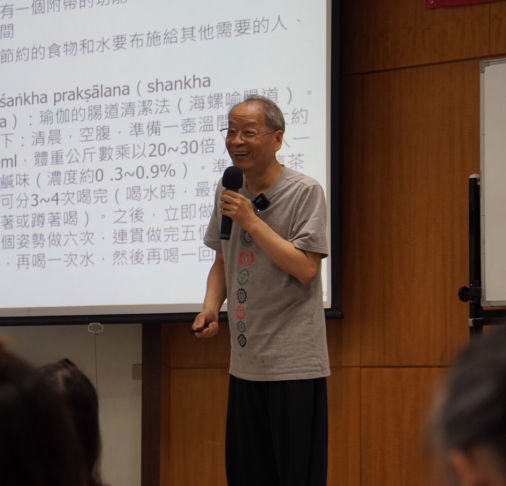 有一個附帶的功能
間
節約的食物和水要布施給其他需要的人、
śaṅkha prakṣālana ( shankha
a ) : 瑜伽的腸道清潔法 ( 海螺喻腸道 ) 。
下:清晨,空腹,準備一壺溫開 約
ml,體重公斤數乘以20~30倍 一
鹹味 ( 濃度約0 .3~0.9% ) 。準 茶
可分3~4次喝完 ( 喝水時,最
著或蹲著喝 ) 。之後,立即做
個姿勢做六次,連貫做完五個
,再喝一次水,然後再喝一回